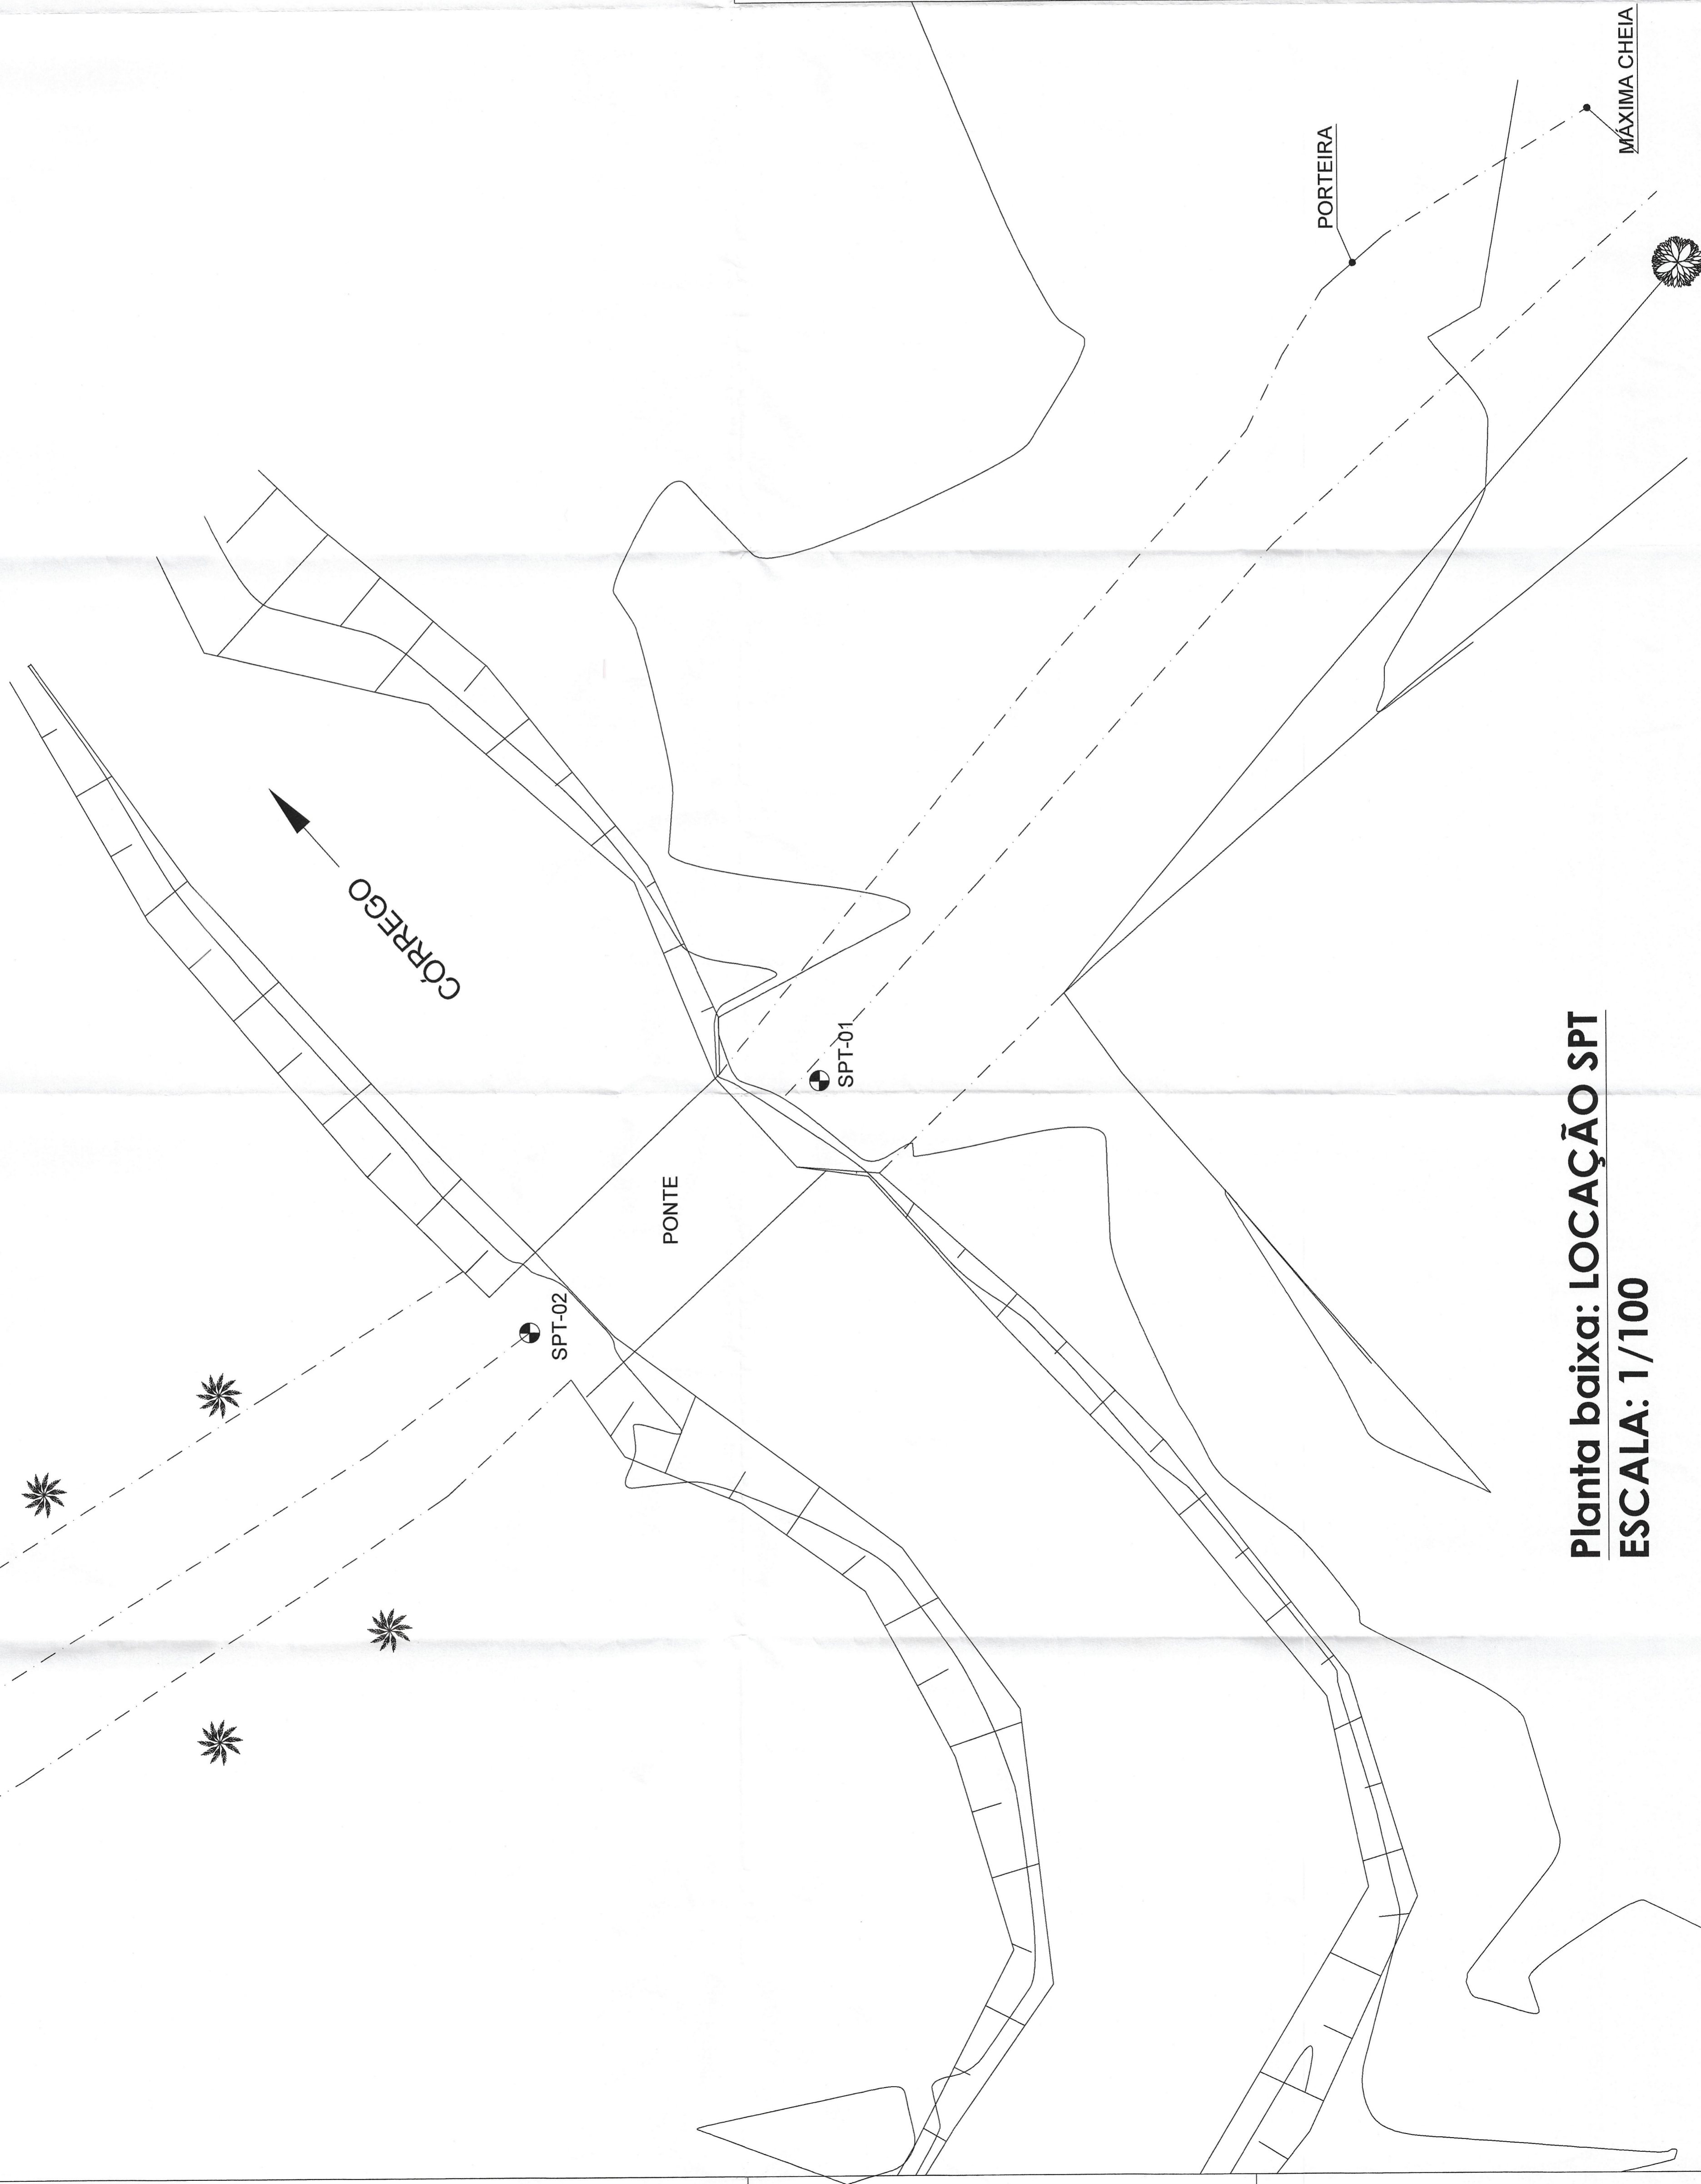 MÁXIMA CHEIA
PORTEIRA
CÓRREGO
SPT-01
PONTE
SPT-02
Planta baixa: LOCAÇÃO SPT
ESCALA: 1/100